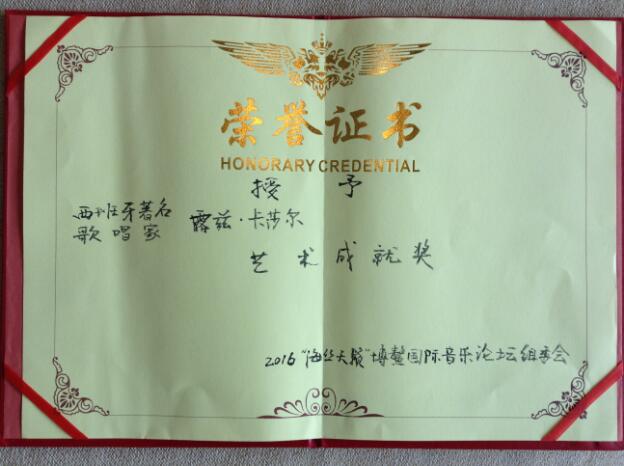 荣誉证书
HONORARY CREDENTIAL
授 予
西班牙著名
歌唱家 露兹·卡莎尔
艺术成就奖
2016"海丝天籁"博鳌国际音乐论坛组委会